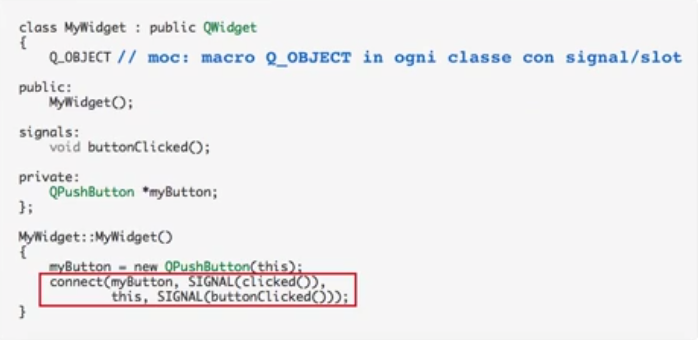 class MyWidget : public QWidget
{
Q_OBJECT // moc: macro Q_OBJECT in ogni classe con signal/slot
public:
MyWidget();
signals:
void buttonClicked();
private:
QPushButton *myButton;
};
MyWidget::MyWidget()
{
myButton = new QPushButton(this);
connect(myButton, SIGNAL(clicked()),
this, SIGNAL(buttonClicked()));
}